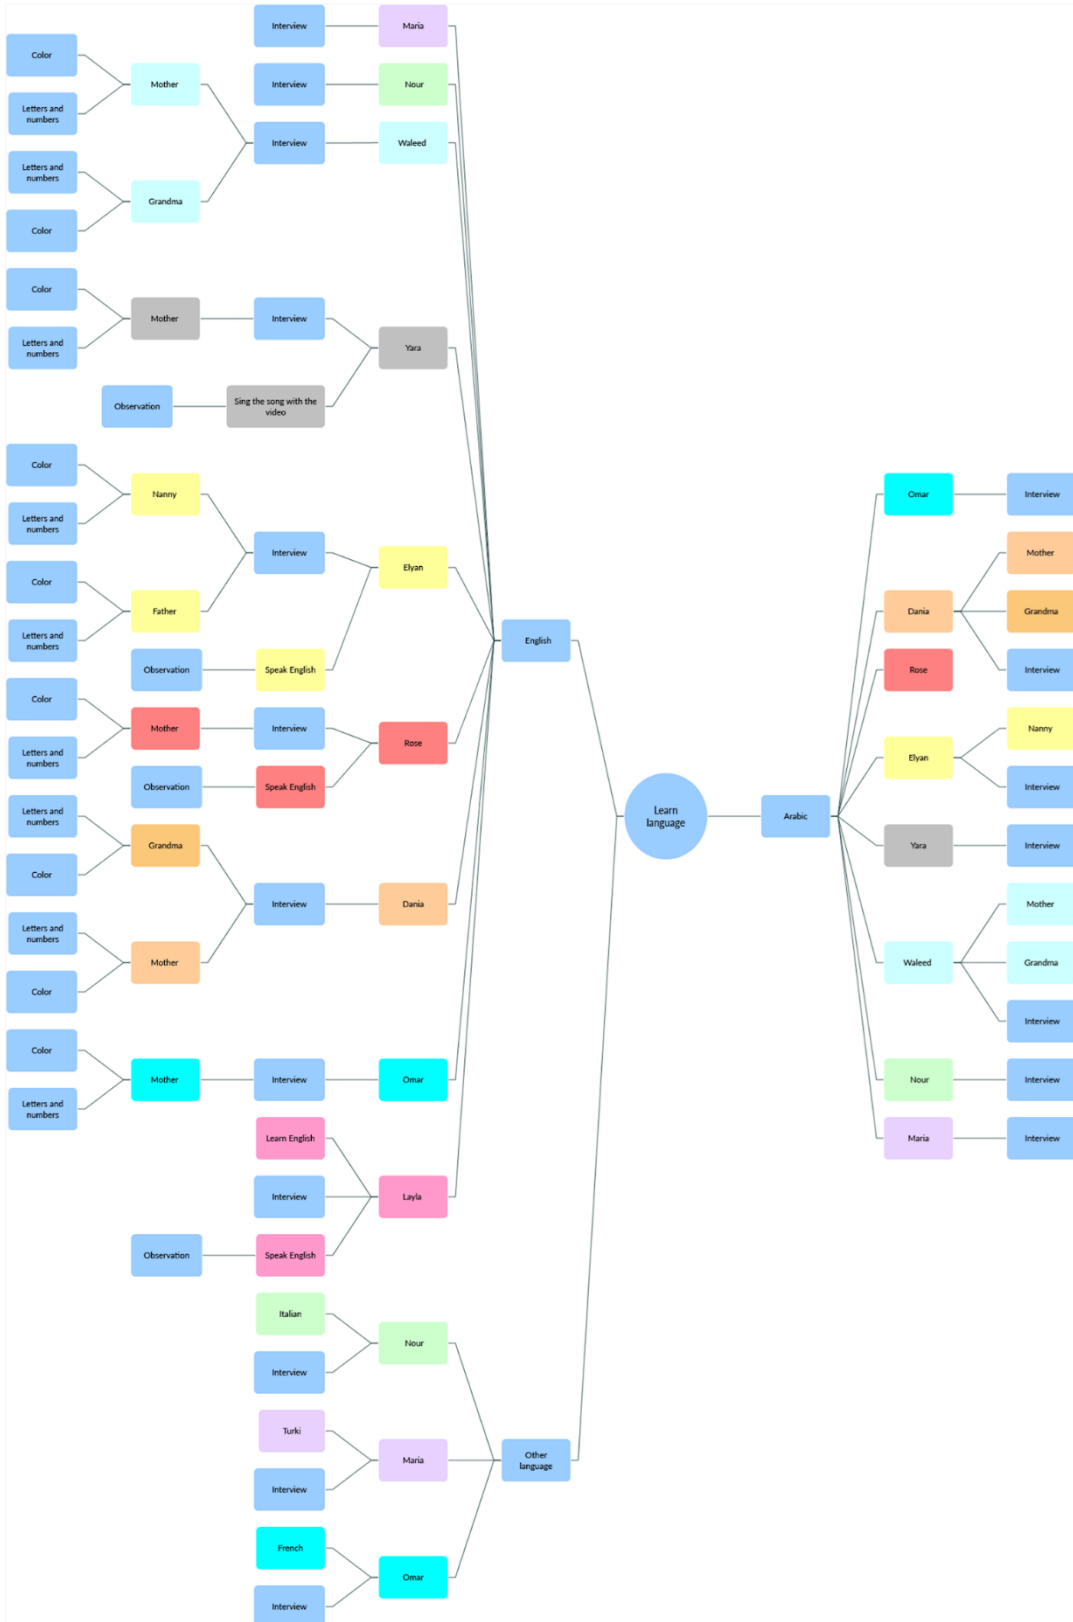 Interview
Maria
Color
Mother
Interview
Nour
Letters and
numbers
Interview
Waleed
Letters and
numbers
Grandma
Color
Color
Mother
Interview
Letters and
numbers
Yara
Observation
Sing the song with the
video
Color
Nanny
Letters and
numbers
Interview
Elyan
Color
Father
Letters and
numbers
Observation
Speak English
English
Color
Mother
Interview
Letters and
numbers
Rose
Observation
Speak English
Letters and
numbers
Grandma
Color
Interview
Dania
Letters and
numbers
Mother
Color
Color
Mother
Interview
Omar
Letters and
numbers
Learn English
Interview
Layla
Observation
Speak English
Italian
Nour
Interview
Turki
Maria
Other
language
Interview
French
Omar
Interview
Learn
language
Arabic
Omar
Interview
Mother
Dania
Grandma
Interview
Rose
Nanny
Elyan
Interview
Yara
Interview
Mother
Waleed
Grandma
Interview
Nour
Interview
Maria
Interview